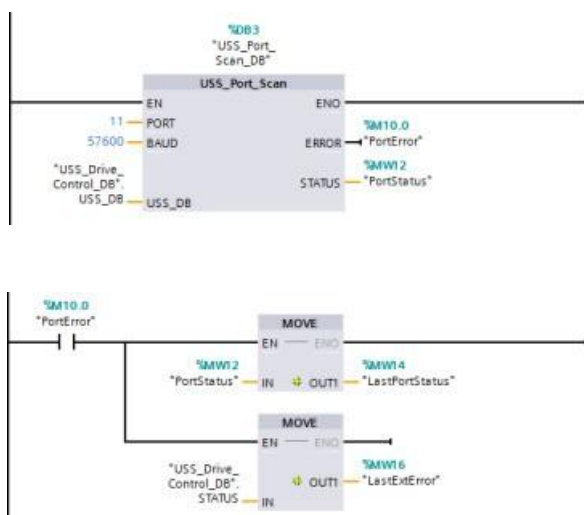 %DB3
"USS_Port_
Scan_DB"
USS_Port_Scan
EN ENO
11 PORT
%M10.0
57600 BAUD ERROR "PortError"
%MW12
"USS_Drive_
Control_DB". STATUS "PortStatus"
USS_DB USS_DB
%M10.0
"PortError" MOVE
EN ENO
%MW12 %MW14
"PortStatus" IN OUT1 "LastPortStatus"
MOVE
EN ENO
%MW16
"USS_Drive_ OUT1 "LastExtError"
Control_DB".
STATUS IN